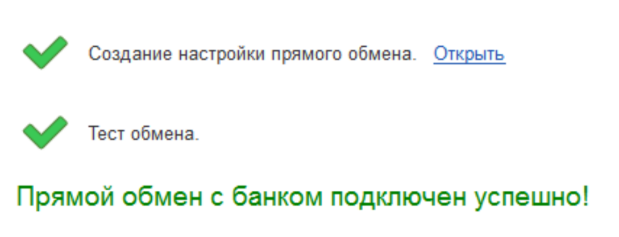 Создание настройки прямого обмена. Открыть
Тест обмена.
Прямой обмен с банком подключен успешно!